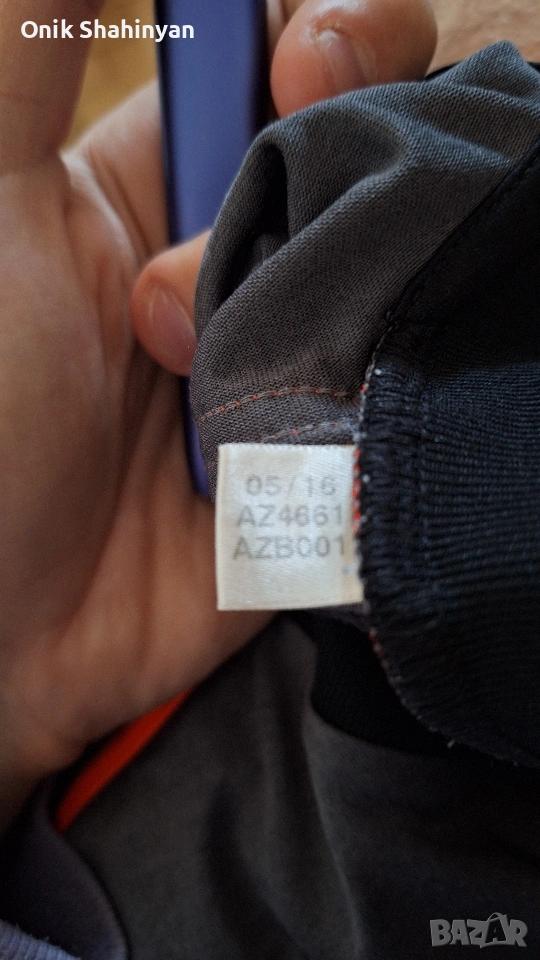 Onik Shahinyan
05/16
AZ4661
AZB001
BAZAR